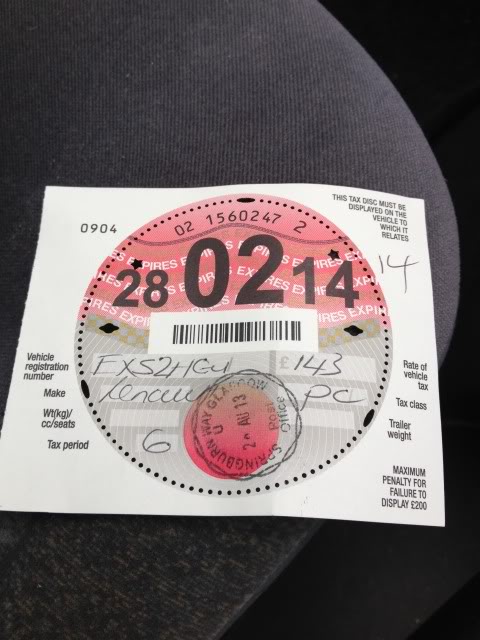 THIS TAX DISC MUST BE
DISPLAYED ON THE
VEHICLE TO
WHICH IT
RELATES
0904
02 1560247 2
EXPIRES EXPIRES EXPIRES
28 02 14
14
Vehicle
registration
number
£ 143
Rate of
vehicle
tax
Make
PC
Tax class
Wt(kg)/
cc/seats
Trailer
weight
Tax period
6
SPRINGBURN WAY GLASGOW
Post Office
U
2 AU 13
MAXIMUM
PENALTY FOR
FAILURE TO
DISPLAY £200